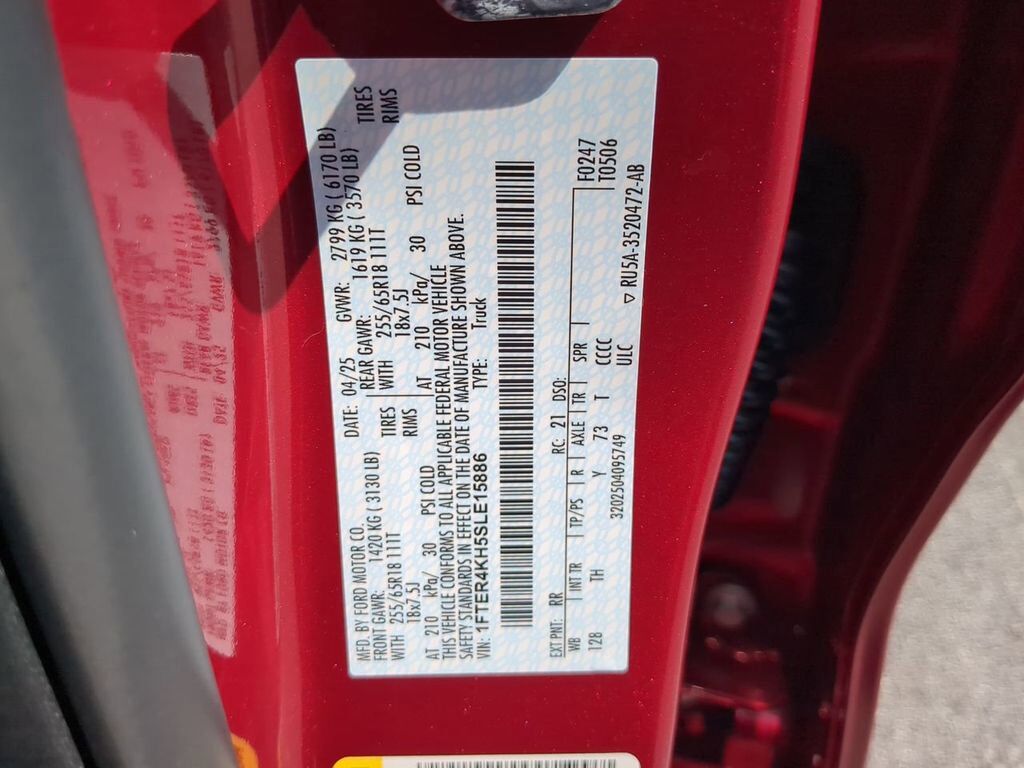 MFD. BY FORD MOTOR CO.
DATE: 04/25 GVWR: 2799 KG ( 6170 LB)
FRONT GAWR: 1420 KG ( 3130 LB) REAR GAWR: 1619 KG ( 3570 LB)
WITH 255/65R18 111T TIRES WITH 255/65R18 111T TIRES
18x7.5J RIMS 18x7.5J RIMS
AT 210 kPa/ 30 PSI COLD AT 210 kPa/ 30 PSI COLD
THIS VEHICLE CONFORMS TO ALL APPLICABLE FEDERAL MOTOR VEHICLE
SAFETY STANDARDS IN EFFECT ON THE DATE OF MANUFACTURE SHOWN ABOVE.
VIN: 1FTER4KH5SLE15886 TYPE: Truck
EXT PNT: RR RC: 21 DSO: F0247
WB INT TR TP/PS R AXLE TR SPR T0506
128 TH Y 73 T CCCC
3202504095749 ULC
▽ RU5A-3520472-AB